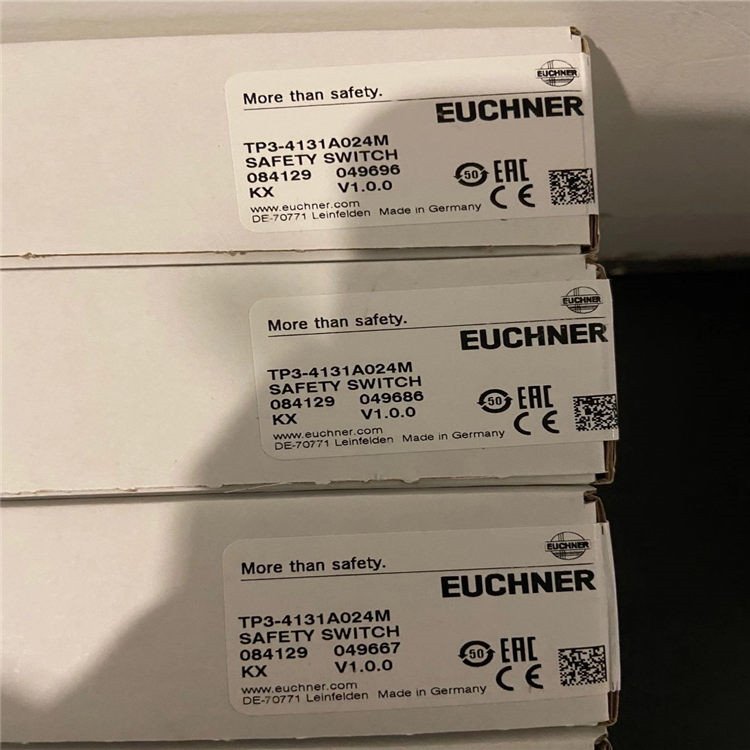 EUCHNER
More than safety.
EUCHNER
TP3-4131A024M
SAFETY SWITCH
084129 049696
KX V1.0.0
50 EAC
CE
www.euchner.com
DE-70771 Leinfelden Made in Germany
EUCHNER
More than safety.
EUCHNER
TP3-4131A024M
SAFETY SWITCH
084129 049686
KX V1.0.0
50 EAC
CE
www.euchner.com
DE-70771 Leinfelden Made in Germany
EUCHNER
More than safety.
EUCHNER
TP3-4131A024M
SAFETY SWITCH
084129 049667
KX V1.0.0
50 EAC
CE
www.euchner.com
DE-70771 Leinfelden Made in Germany